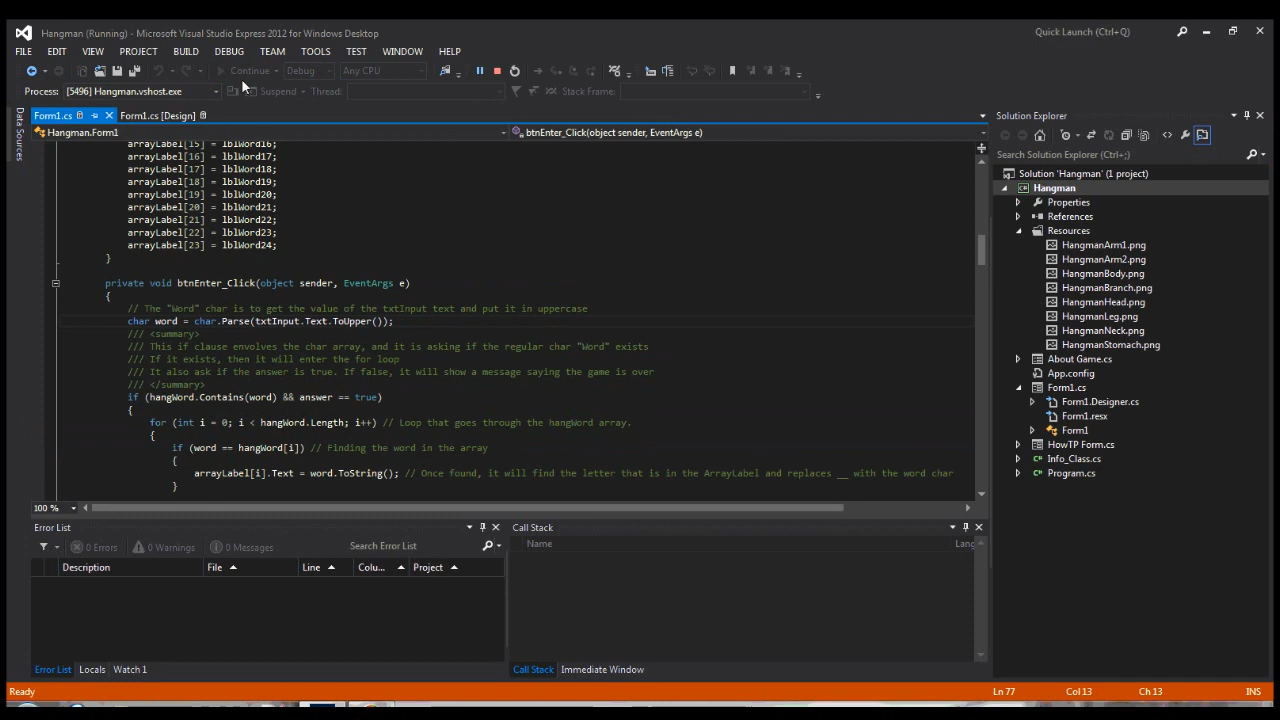 Hangman (Running) - Microsoft Visual Studio Express 2012 for Windows Desktop
Quick Launch (Ctrl+Q)
FILE EDIT VIEW PROJECT BUILD DEBUG TEAM TOOLS TEST WINDOW HELP
Continue Debug Any CPU
Process: [5496] Hangman.vshost.exe Suspend Thread: Stack Frame:
Data Sources
Form1.cs Form1.cs [Design]
Hangman.Form1 btnEnter_Click(object sender, EventArgs e)
arrayLabel[15] = lblWord16;
arrayLabel[16] = lblWord17;
arrayLabel[17] = lblWord18;
arrayLabel[18] = lblWord19;
arrayLabel[19] = lblWord20;
arrayLabel[20] = lblWord21;
arrayLabel[21] = lblWord22;
arrayLabel[22] = lblWord23;
arrayLabel[23] = lblWord24;
}
private void btnEnter_Click(object sender, EventArgs e)
{
// The "Word" char is to get the value of the txtInput text and put it in uppercase
char word = char.Parse(txtInput.Text.ToUpper());
/// <summary>
/// This if clause envolves the char array, and it is asking if the regular char "Word" exists
/// If it exists, then it will enter the for loop
/// It also ask if the answer is true. If false, it will show a message saying the game is over
/// </summary>
if (hangWord.Contains(word) && answer == true)
{
for (int i = 0; i < hangWord.Length; i++) // Loop that goes through the hangWord array.
{
if (word == hangWord[i]) // Finding the word in the array
{
arrayLabel[i].Text = word.ToString(); // Once found, it will find the letter that is in the ArrayLabel and replaces __ with the word char
}
100 %
Solution Explorer
Search Solution Explorer (Ctrl+;)
Solution 'Hangman' (1 project)
Hangman
Properties
References
Resources
HangmanArm1.png
HangmanArm2.png
HangmanBody.png
HangmanBranch.png
HangmanHead.png
HangmanLeg.png
HangmanNeck.png
HangmanStomach.png
About Game.cs
App.config
Form1.cs
Form1.Designer.cs
Form1.resx
Form1
HowTP Form.cs
Info_Class.cs
Program.cs
Error List
0 Errors 0 Warnings 0 Messages Search Error List
Description File Line Colu... Project
Error List Locals Watch 1
Call Stack
Name Lang
Call Stack Immediate Window
Ready Ln 77 Col 13 Ch 13 INS